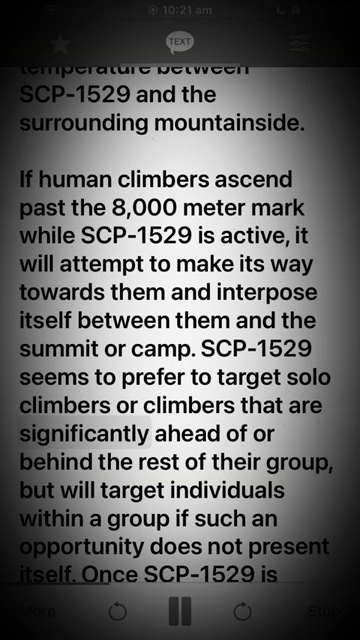 10:21 am
TEXT
temperature between
SCP-1529 and the
surrounding mountainside.
If human climbers ascend
past the 8,000 meter mark
while SCP-1529 is active, it
will attempt to make its way
towards them and interpose
itself between them and the
summit or camp. SCP-1529
seems to prefer to target solo
climbers or climbers that are
significantly ahead of or
behind the rest of their group,
but will target individuals
within a group if such an
opportunity does not present
itself. Once SCP-1529 is
More
Stop